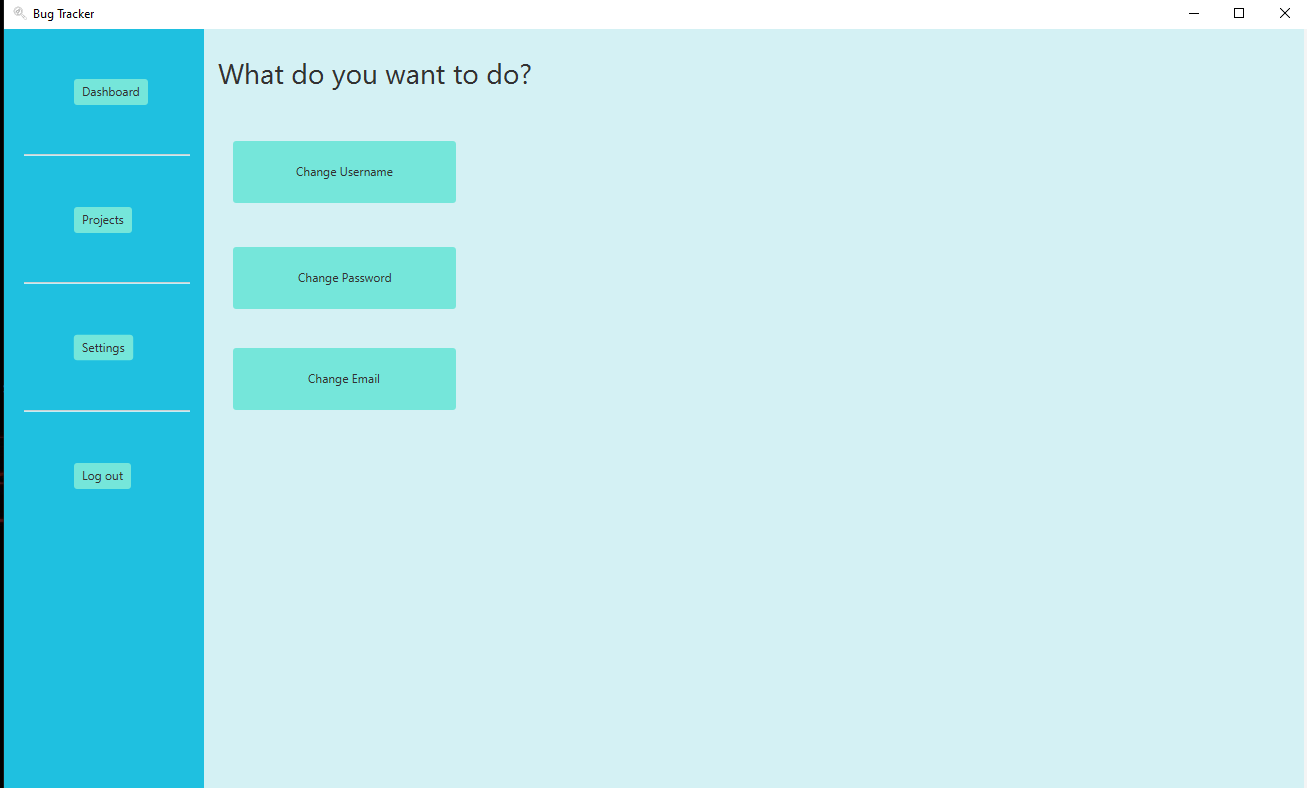 Bug Tracker
Dashboard
Projects
Settings
Log out
What do you want to do?
Change Username
Change Password
Change Email